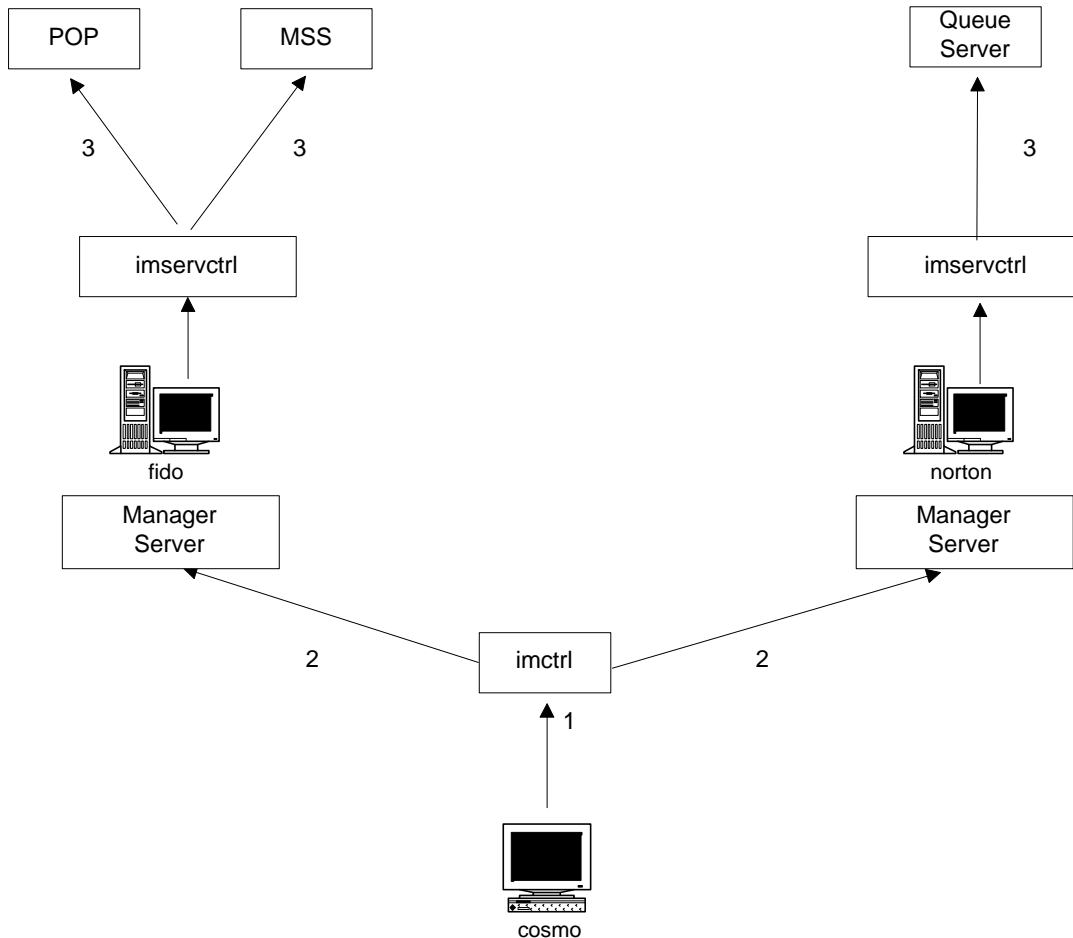 POP
MSS
Queue
Server
3
3
3
imservctrl
imservctrl
fido
norton
Manager
Server
Manager
Server
2
imctrl
2
1
cosmo